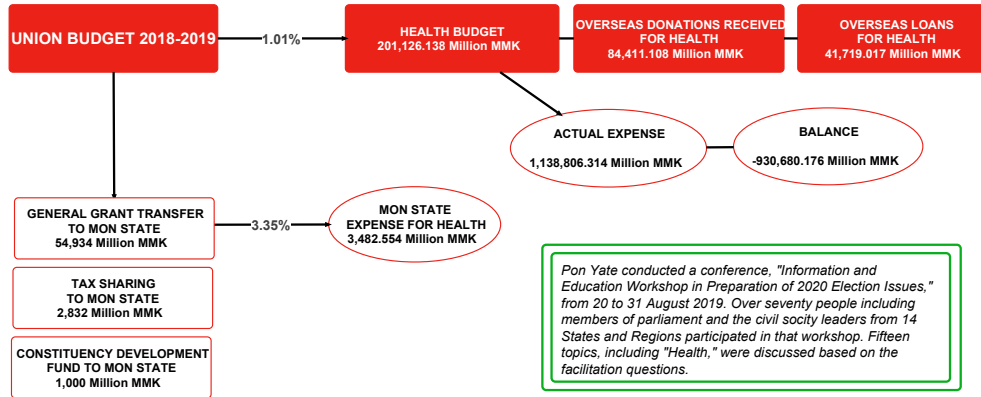 UNION BUDGET 2018-2019
1.01%
HEALTH BUDGET
201,126.138 Million MMK
OVERSEAS DONATIONS RECEIVED
FOR HEALTH
84,411.108 Million MMK
OVERSEAS LOANS
FOR HEALTH
41,719.017 Million MMK
ACTUAL EXPENSE
1,138,806.314 Million MMK
BALANCE
-930,680.176 Million MMK
GENERAL GRANT TRANSFER
TO MON STATE
54,934 Million MMK
3.35%
MON STATE
EXPENSE FOR HEALTH
3,482.554 Million MMK
TAX SHARING
TO MON STATE
2,832 Million MMK
CONSTITUENCY DEVELOPMENT
FUND TO MON STATE
1,000 Million MMK
Pon Yate conducted a conference, "Information and
Education Workshop in Preparation of 2020 Election Issues,"
from 20 to 31 August 2019. Over seventy people including
members of parliament and the civil socity leaders from 14
States and Regions participated in that workshop. Fifteen
topics, including "Health," were discussed based on the
facilitation questions.